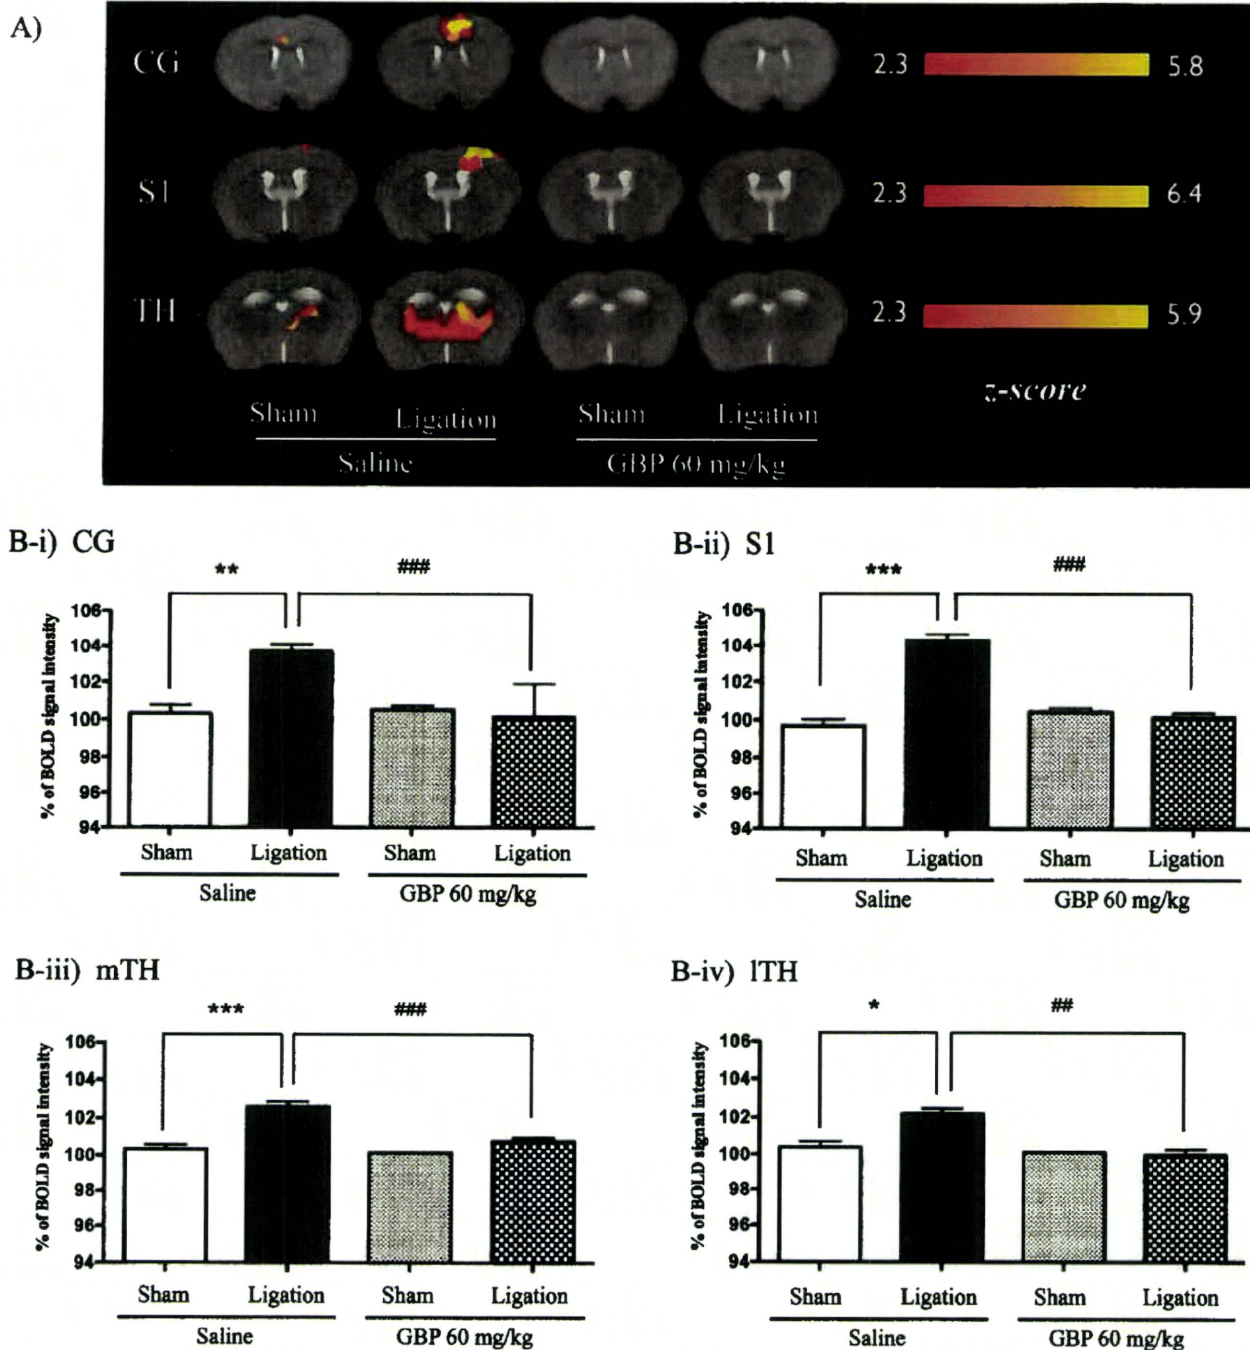 A)
CG 2.3 5.8
S1 2.3 6.4
TH 2.3 5.9
z-score
Sham Ligation Sham Ligation
Saline GBP 60 mg/kg
B-i) CG
** ###
% of BOLD signal intensity
106
104
102
100
98
96
94
Sham Ligation Sham Ligation
Saline GBP 60 mg/kg
B-ii) S1
*** ###
% of BOLD signal intensity
106
104
102
100
98
96
94
Sham Ligation Sham Ligation
Saline GBP 60 mg/kg
B-iii) mTH
*** ###
% of BOLD signal intensity
106
104
102
100
98
96
94
Sham Ligation Sham Ligation
Saline GBP 60 mg/kg
B-iv) lTH
* ##
% of BOLD signal intensity
106
104
102
100
98
96
94
Sham Ligation Sham Ligation
Saline GBP 60 mg/kg